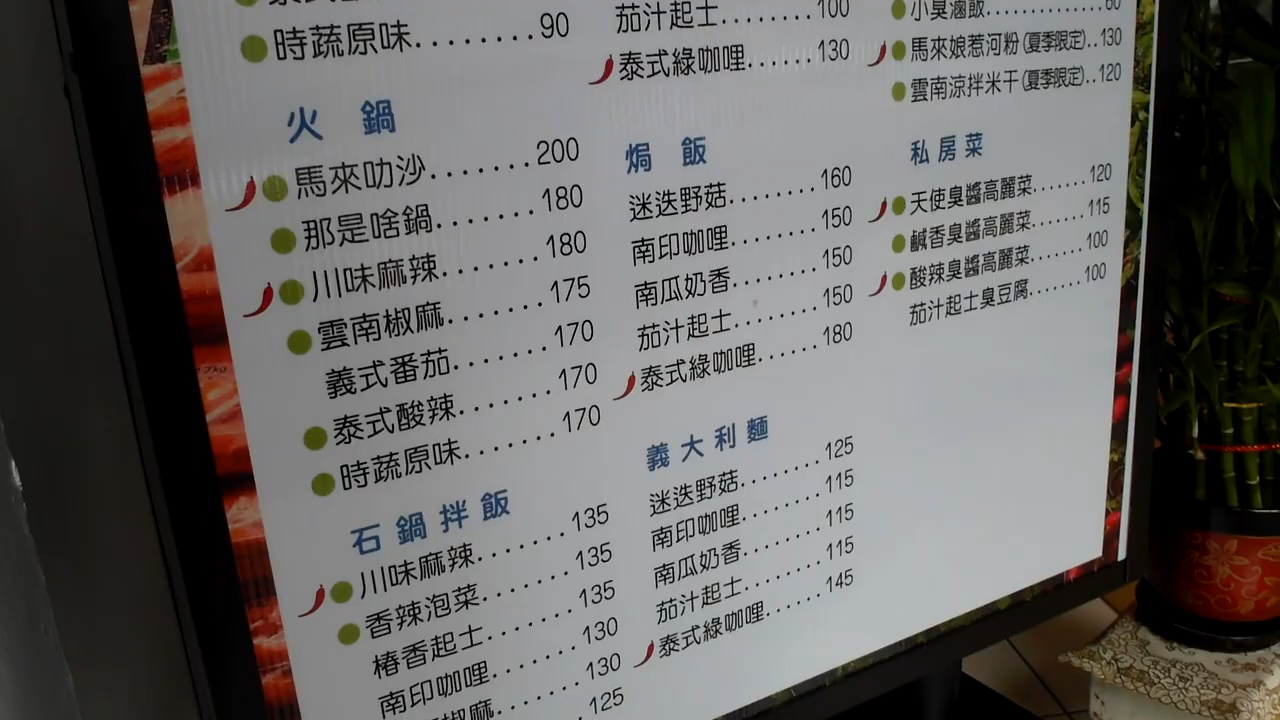 時蔬原味........90
火 鍋
馬來叻沙.......200
那是啥鍋.......180
川味麻辣.......180
雲南椒麻.......175
義式番茄.......170
泰式酸辣.......170
時蔬原味.......170
石鍋拌飯
川味麻辣.......135
香辣泡菜.......135
椿香起士.......135
南印咖哩.......130
椒麻.......130
125
茄汁起士.......100
泰式綠咖哩......130
焗 飯
迷迭野菇.......160
南印咖哩.......150
南瓜奶香.......150
茄汁起士.......150
泰式綠咖哩......180
義大利麵
迷迭野菇.......125
南印咖哩.......115
南瓜奶香.......115
茄汁起士.......115
泰式綠咖哩......145
小臭滷飯..............60
馬來娘惹河粉(夏季限定)..130
雲南涼拌米干(夏季限定)..120
私房菜
天使臭醬高麗菜.......120
鹹香臭醬高麗菜.......115
酸辣臭醬高麗菜.......100
茄汁起士臭豆腐.......100